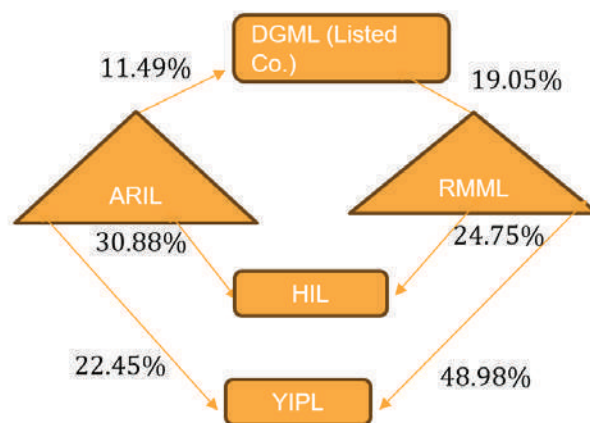 DGML (Listed
Co.)
11.49%
19.05%
ARIL
RMML
30.88%
24.75%
HIL
22.45%
48.98%
YIPL